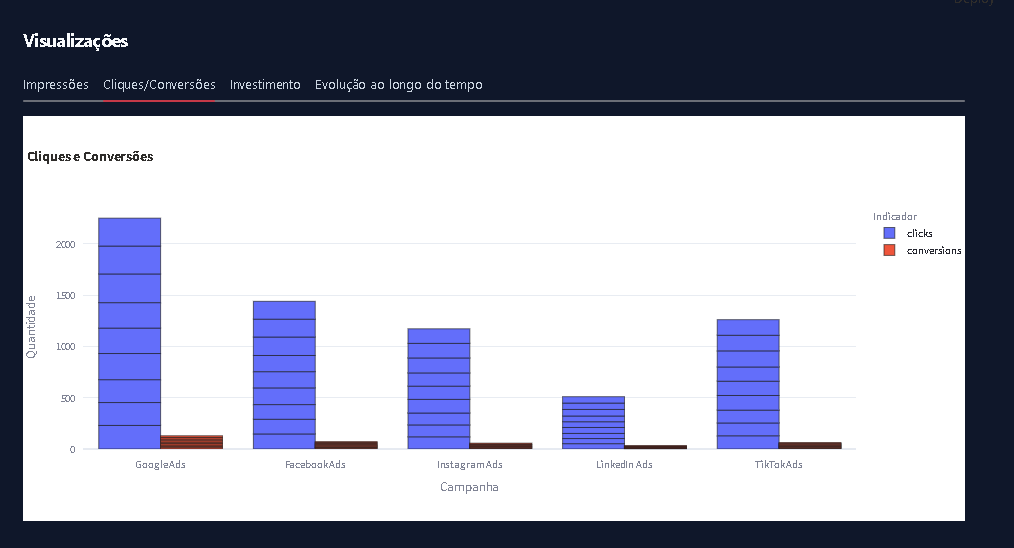 Deploy
Visualizações
Impressões Cliques/Conversões Investimento Evolução ao longo do tempo
Cliques e Conversões
Indicador
clicks
conversions
Quantidade
2000
1500
1000
500
0
GoogleAds FacebookAds InstagramAds LinkedIn Ads TikTokAds
Campanha